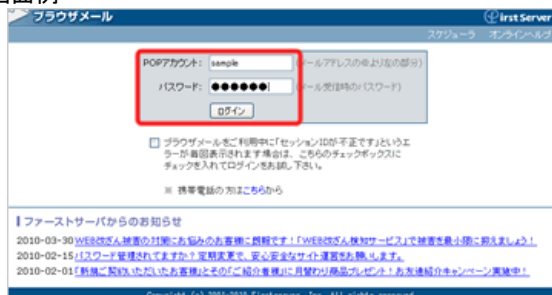 ブラウザメール
First Server
スケジューラ オンラインヘルプ
POPアカウント: sample (メールアドレスの@より左の部分)
パスワード: ●●●●●● (メール受信時のパスワード)
ログイン
ブラウザメールをご利用中に「セッションIDが不正です」というエ
ラーが毎回表示されます場合は、こちらのチェックボックスに
チェックを入れてログインをお試し下さい。
※ 携帯電話の方はこちらから
ファーストサーバからのお知らせ
2010-03-30 WEB改ざん被害の対策にお悩みのお客様に朗報です!「WEB改ざん検知サービス」で被害を最小限に抑えましょう!
2010-02-15 パスワード管理されてますか?定期変更で、安心安全なサイト運営をお願いします。
2010-02-01 「新規ご契約いただいたお客様」とその「ご紹介者様」に月替わり商品プレゼント!お友達紹介キャンペーン実施中!